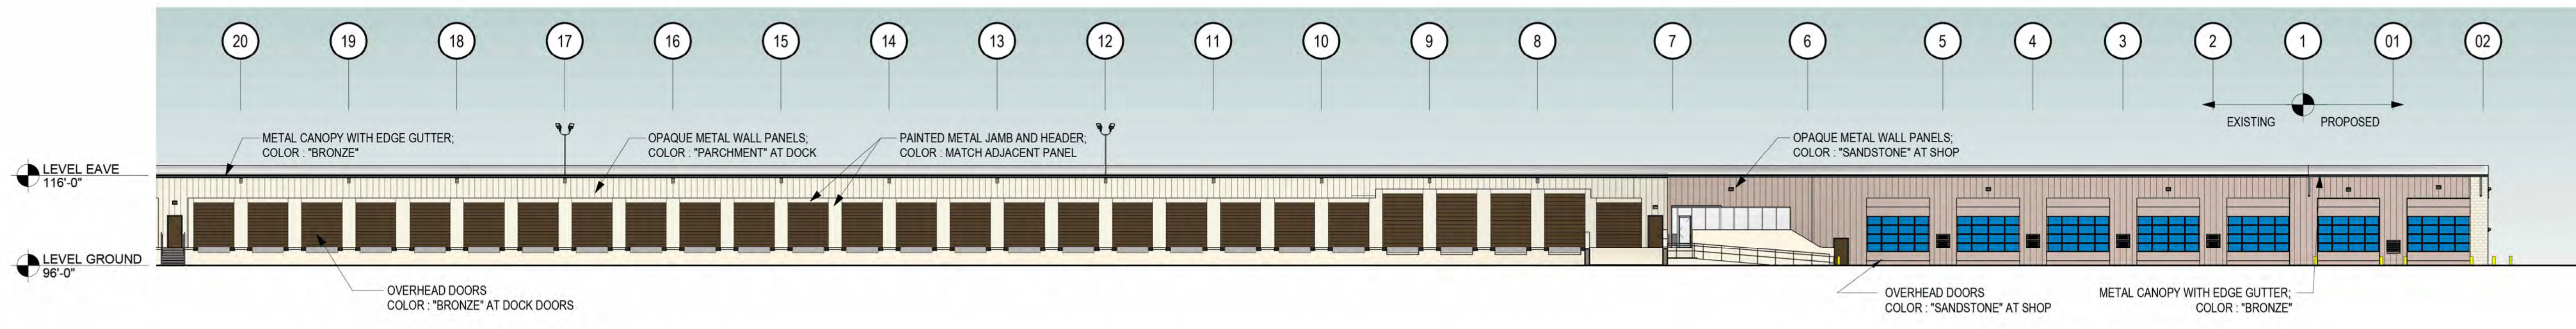 20 19 18 17 16 15 14 13 12 11 10 9 8 7 6 5 4 3 2 1 01 02
EXISTING PROPOSED
METAL CANOPY WITH EDGE GUTTER;
COLOR : "BRONZE"
OPAQUE METAL WALL PANELS;
COLOR : "PARCHMENT" AT DOCK
PAINTED METAL JAMB AND HEADER;
COLOR : MATCH ADJACENT PANEL
OPAQUE METAL WALL PANELS;
COLOR : "SANDSTONE" AT SHOP
LEVEL EAVE
116'-0"
LEVEL GROUND
96'-0"
OVERHEAD DOORS
COLOR : "BRONZE" AT DOCK DOORS
OVERHEAD DOORS
COLOR : "SANDSTONE" AT SHOP
METAL CANOPY WITH EDGE GUTTER;
COLOR : "BRONZE"